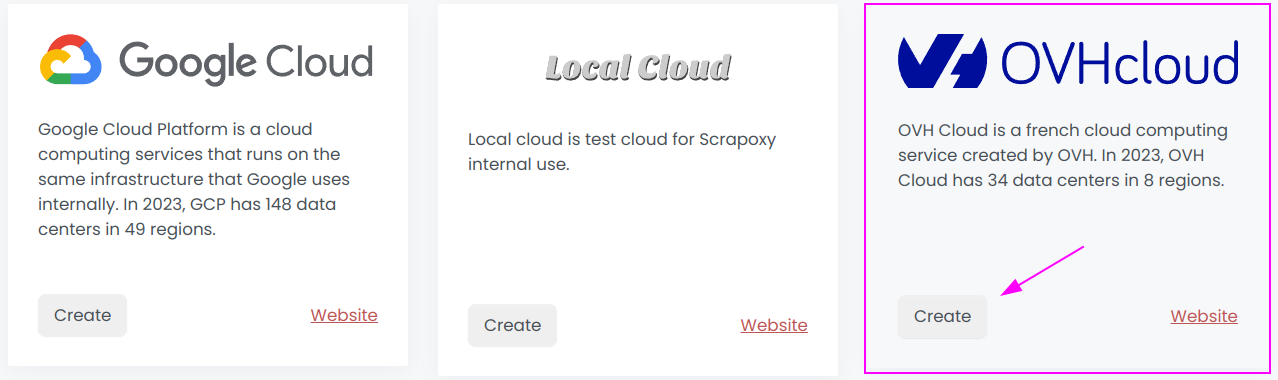 Google Cloud
Google Cloud Platform is a cloud
computing services that runs on the
same infrastructure that Google uses
internally. In 2023, GCP has 148 data
centers in 49 regions.
Create
Website
Local Cloud
Local cloud is test cloud for Scrapoxy
internal use.
Create
Website
OVHcloud
OVH Cloud is a french cloud computing
service created by OVH. In 2023, OVH
Cloud has 34 data centers in 8 regions.
Create
Website